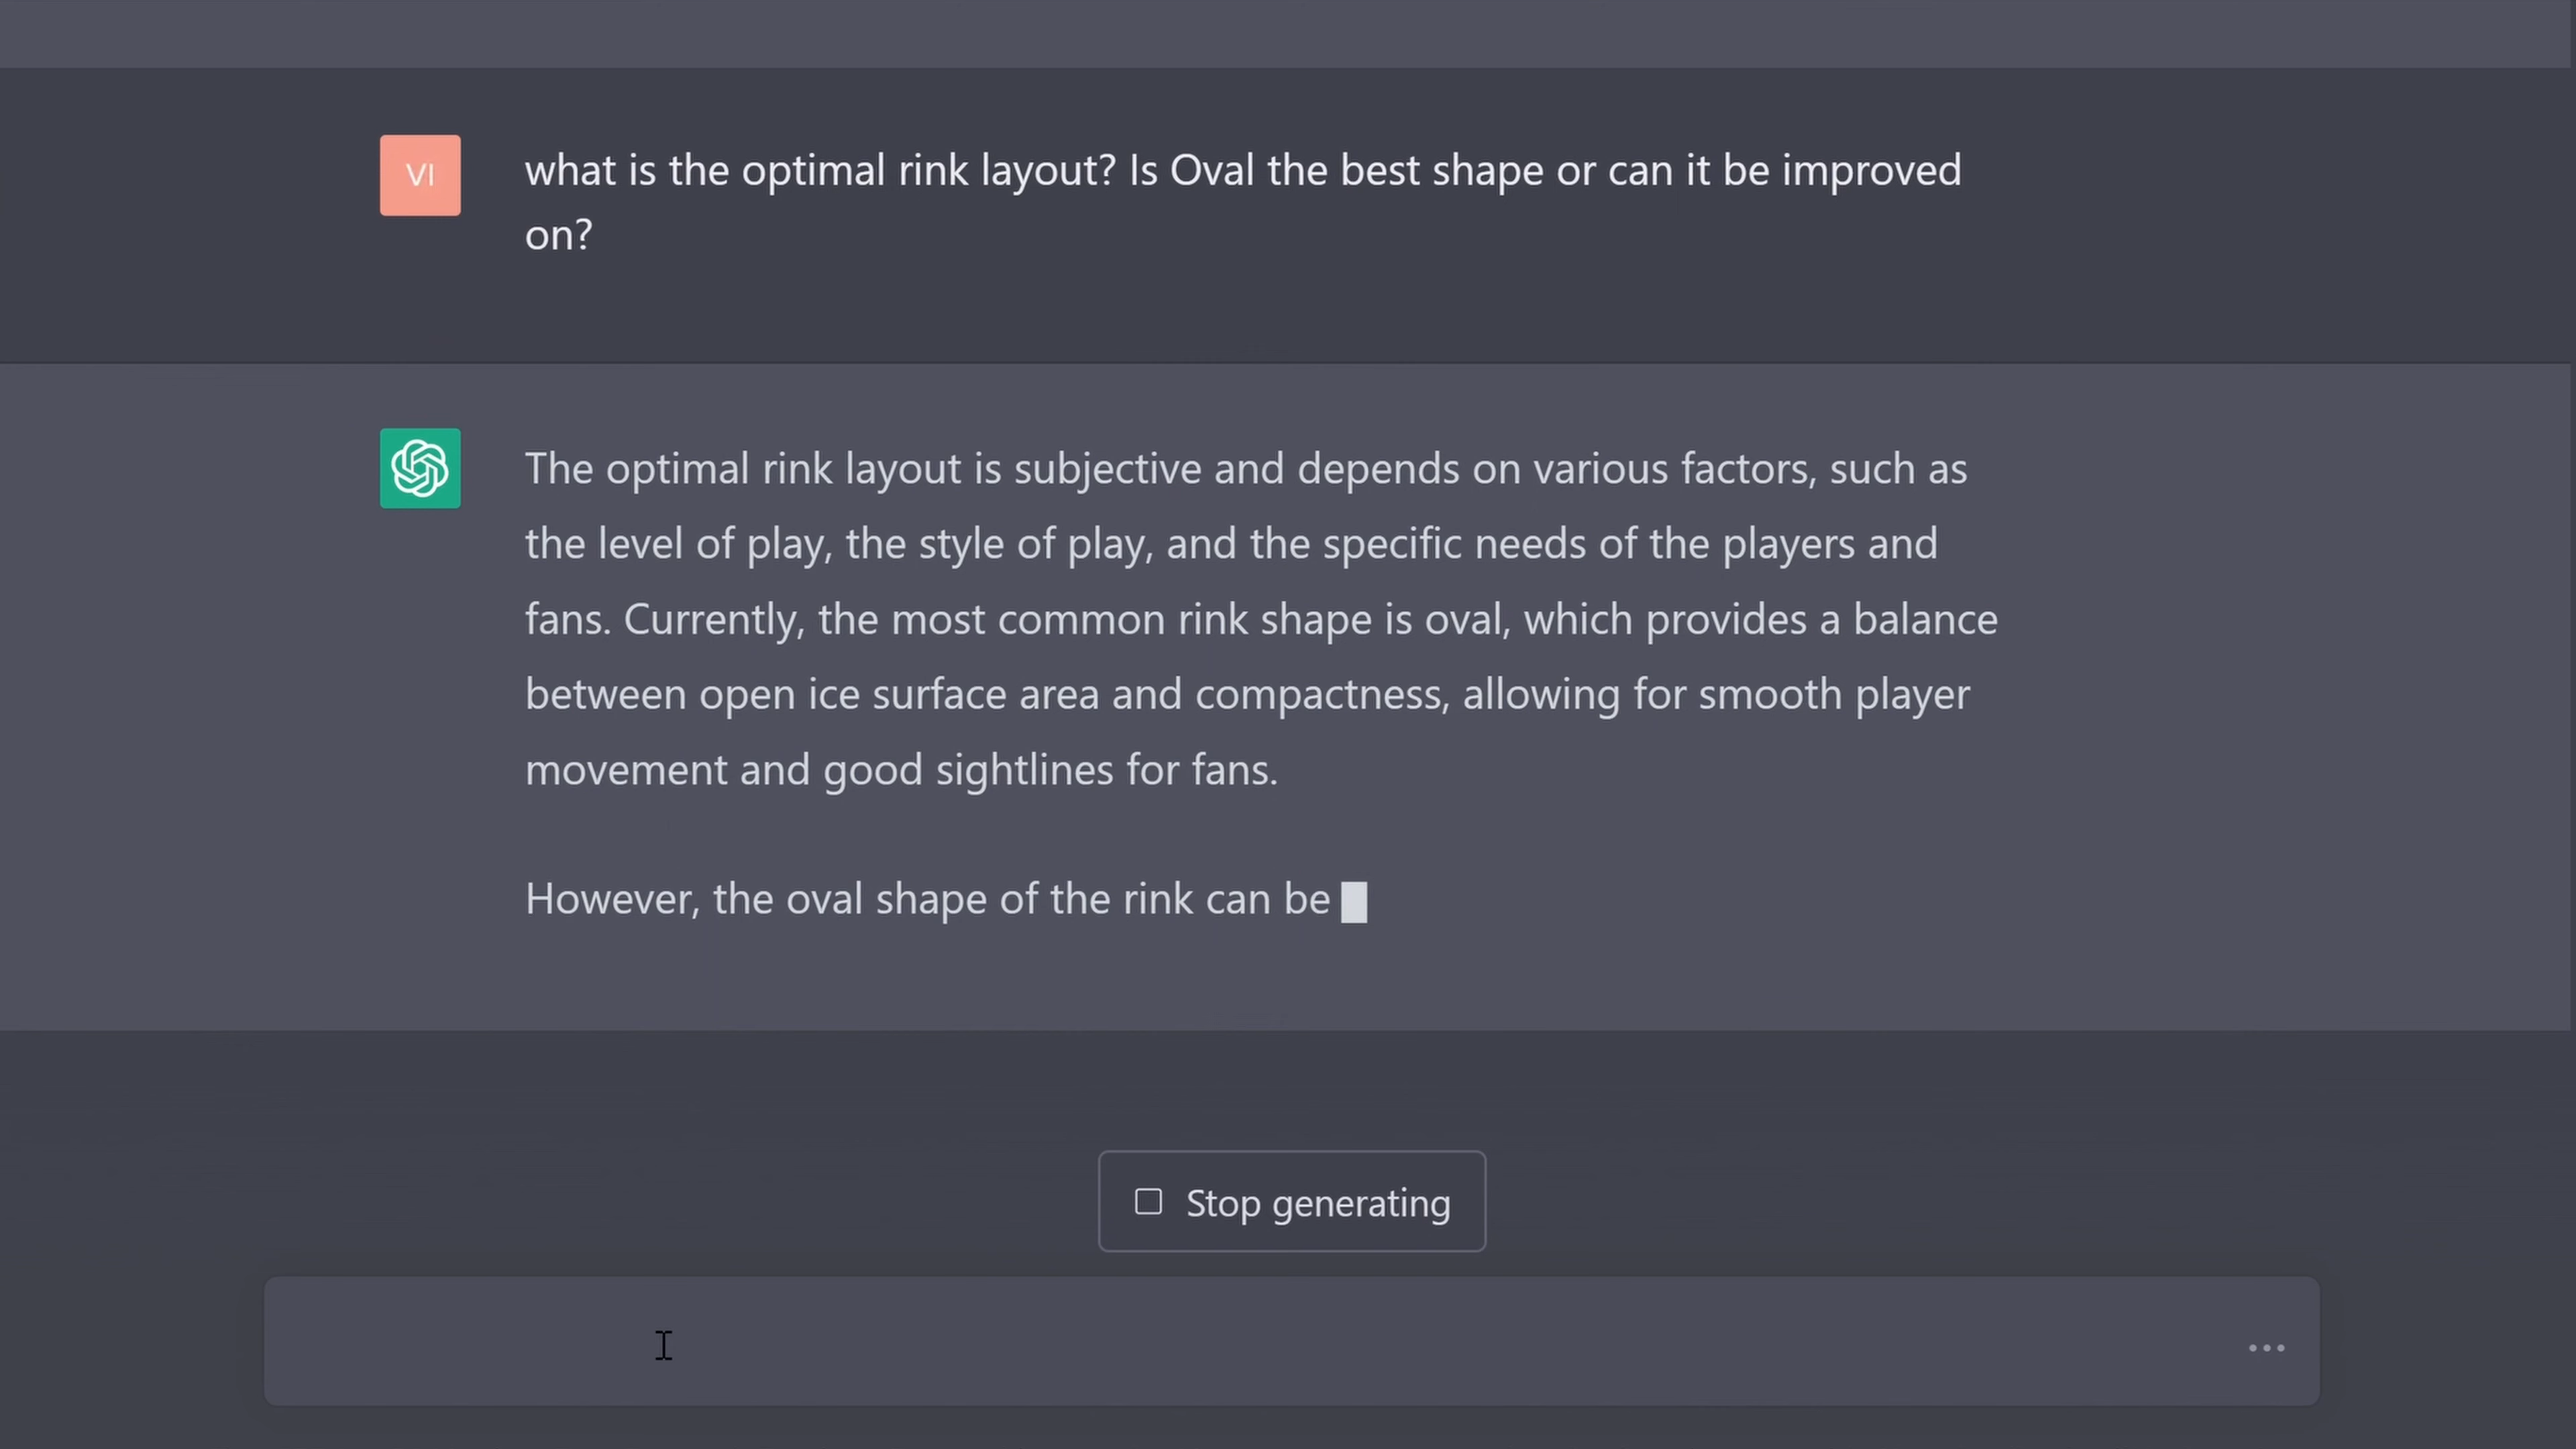 VI
what is the optimal rink layout? Is Oval the best shape or can it be improved
on?
The optimal rink layout is subjective and depends on various factors, such as
the level of play, the style of play, and the specific needs of the players and
fans. Currently, the most common rink shape is oval, which provides a balance
between open ice surface area and compactness, allowing for smooth player
movement and good sightlines for fans.
However, the oval shape of the rink can be
Stop generating